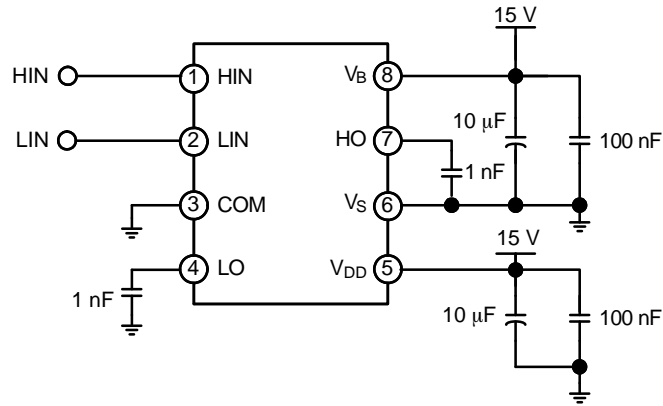 15 V
HIN
1
HIN
VB
8
LIN
2
LIN
HO
7
10 μF
100 nF
1 nF
3
COM
VS
6
15 V
4
LO
VDD
5
1 nF
10 μF
100 nF